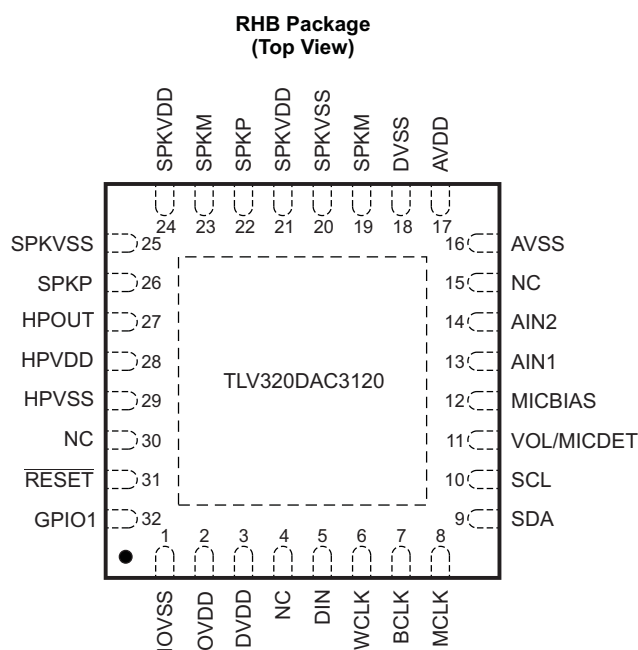 RHB Package
(Top View)
SPKVDD
SPKM
SPKP
SPKVDD
SPKVSS
SPKM
DVSS
AVDD
24 23 22 21 20 19 18 17
SPKVSS 25 16 AVSS
SPKP 26 15 NC
HPOUT 27 14 AIN2
HPVDD 28 TLV320DAC3120 13 AIN1
HPVSS 29 12 MICBIAS
NC 30 11 VOL/MICDET
RESET 31 10 SCL
GPIO1 32 9 SDA
1 2 3 4 5 6 7 8
IOVSS
IOVDD
DVDD
NC
DIN
WCLK
BCLK
MCLK